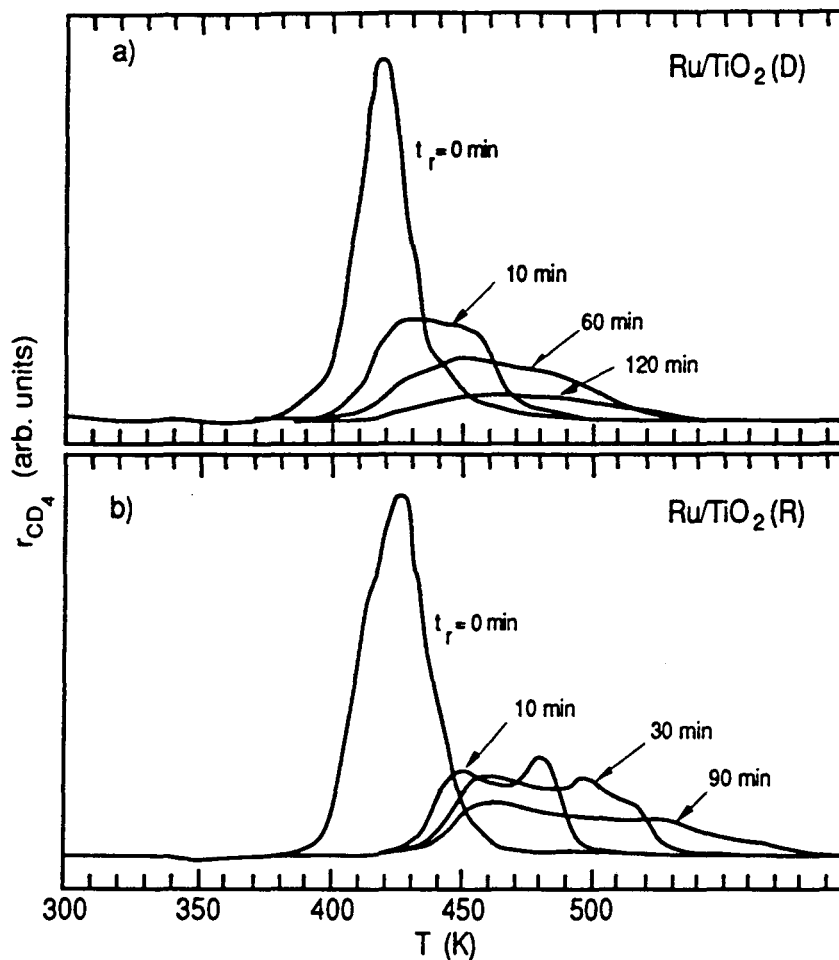 a)
Ru/TiO₂ (D)
tᵣ = 0 min
10 min
60 min
120 min
b)
Ru/TiO₂ (R)
tᵣ = 0 min
10 min
30 min
90 min
r_CD₄ (arb. units)
300 350 400 450 500
T (K)